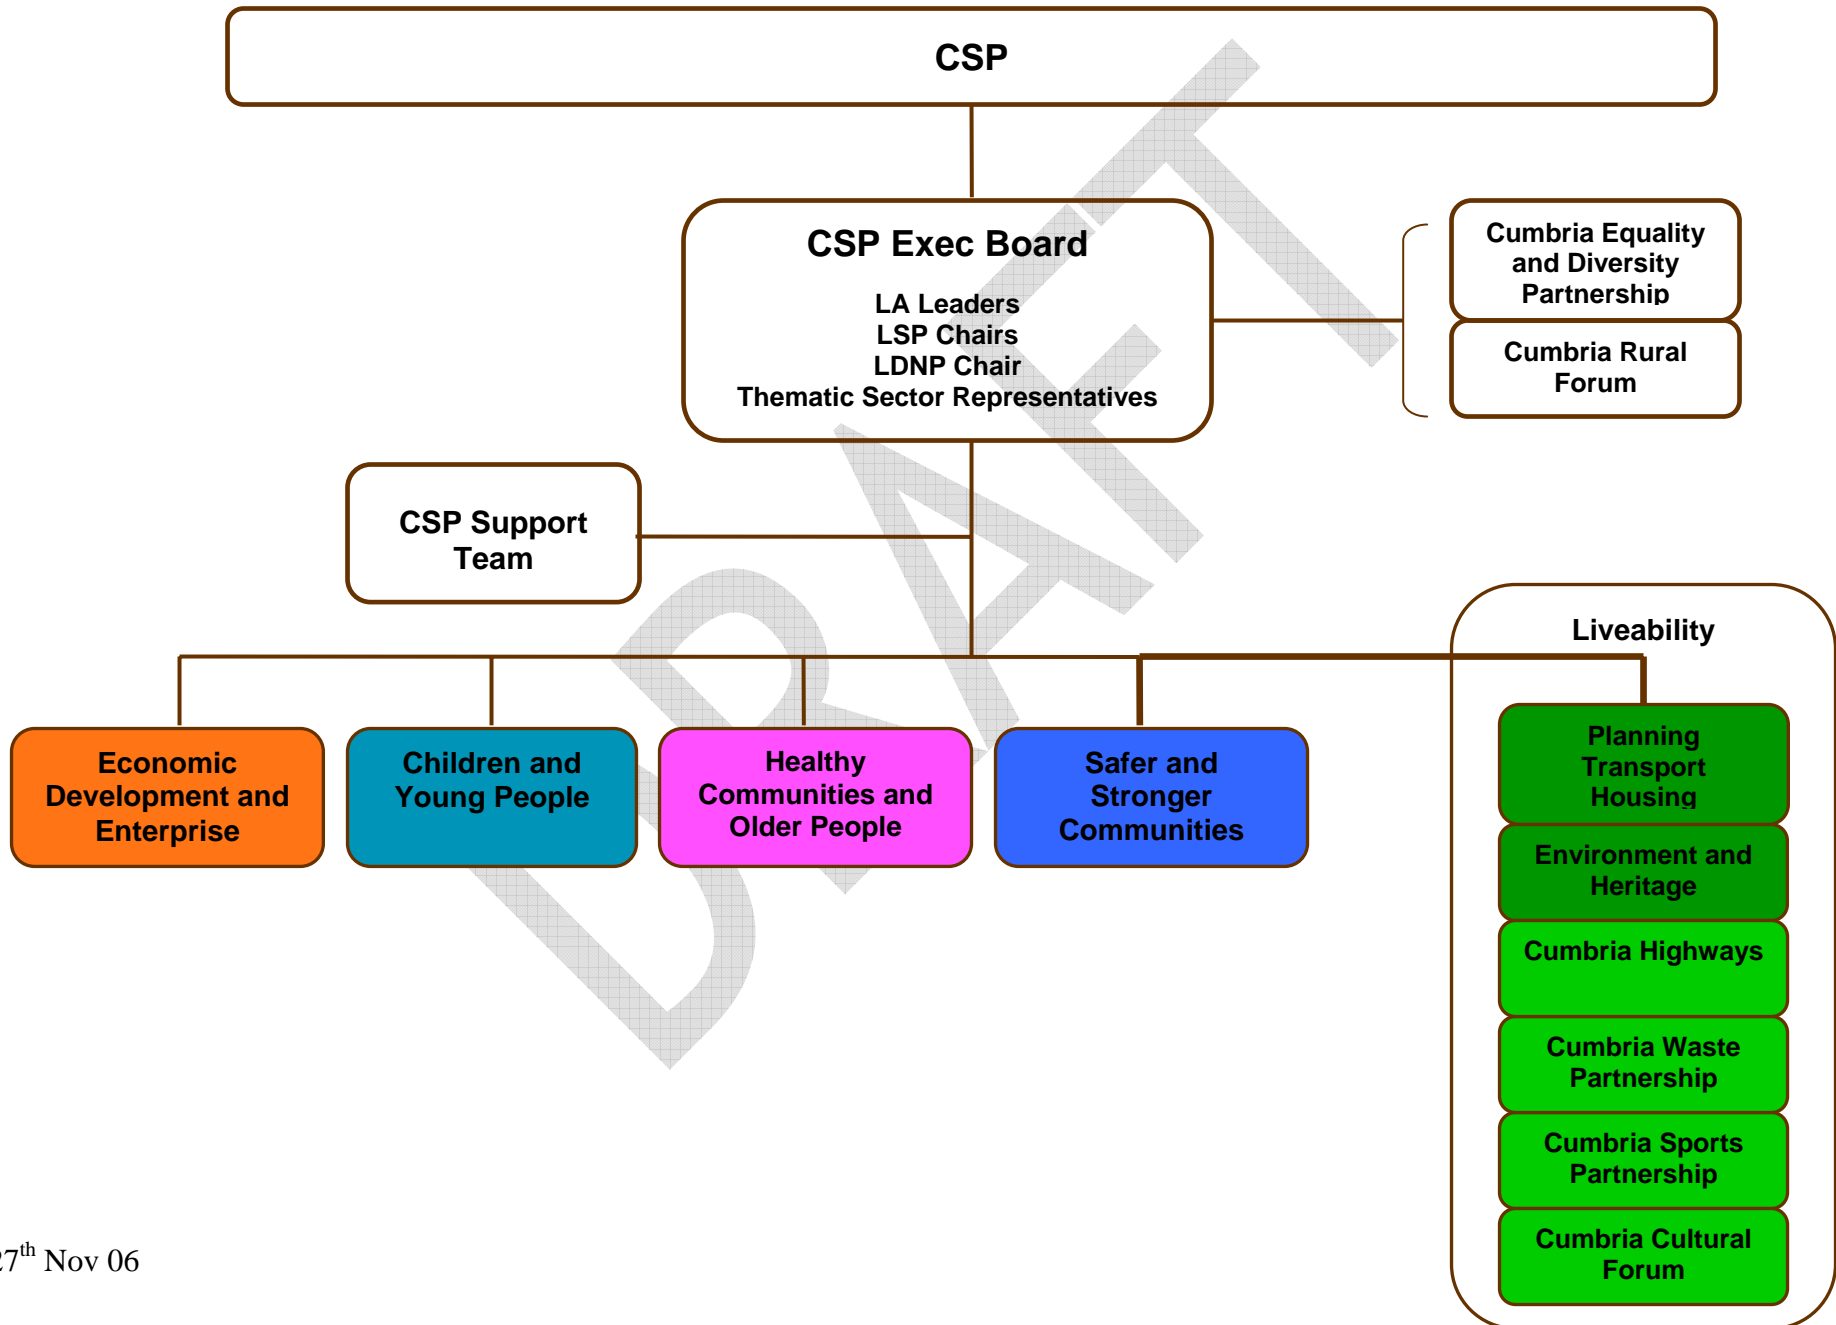 CSP
CSP Exec Board
LA Leaders
LSP Chairs
LDNP Chair
Thematic Sector Representatives
Cumbria Equality
and Diversity
Partnership
Cumbria Rural
Forum
CSP Support
Team
Liveability
Economic
Development and
Enterprise
Children and
Young People
Healthy
Communities and
Older People
Safer and
Stronger
Communities
Planning
Transport
Housing
Environment and
Heritage
Cumbria Highways
Cumbria Waste
Partnership
Cumbria Sports
Partnership
Cumbria Cultural
Forum
27th Nov 06
DRAFT